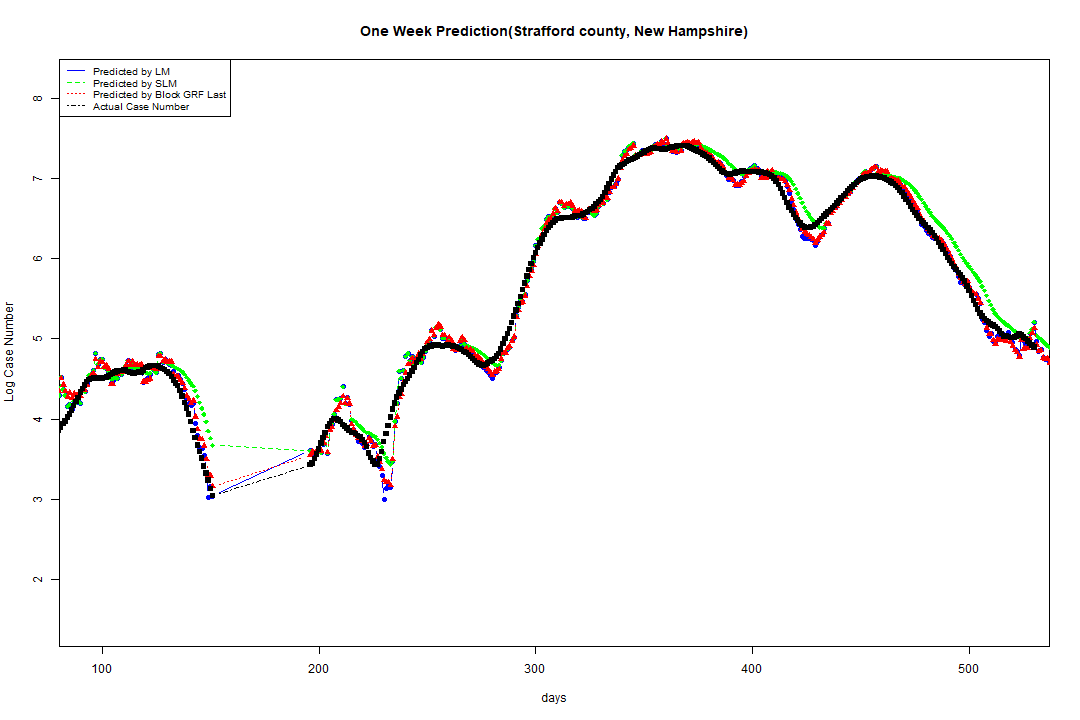 One Week Prediction(Strafford county, New Hampshire)
Predicted by LM
Predicted by SLM
Predicted by Block GRF Last
Actual Case Number
8
7
6
5
4
3
2
Log Case Number
100 200 300 400 500
days